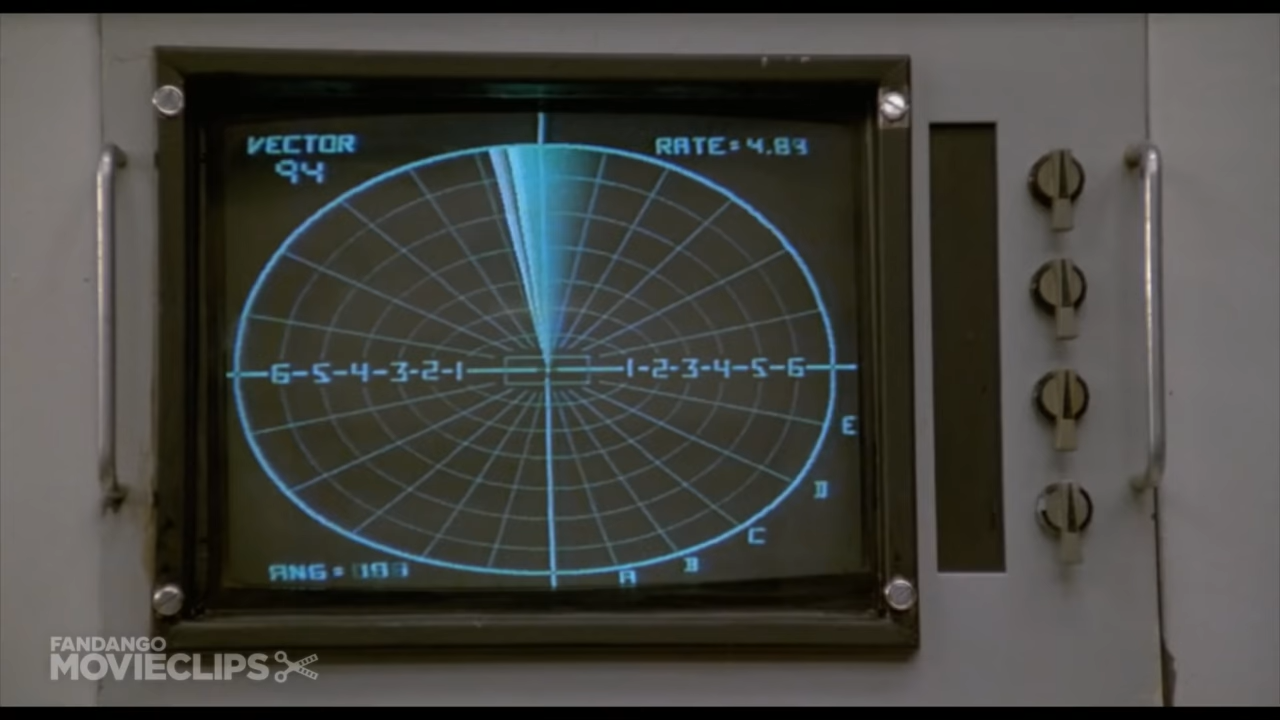 VECTOR
94
RATE=4.89
6-5-4-3-2-1
1-2-3-4-5-6
E
D
C
B
A
ANG=
FANDANGO
MOVIECLIPS